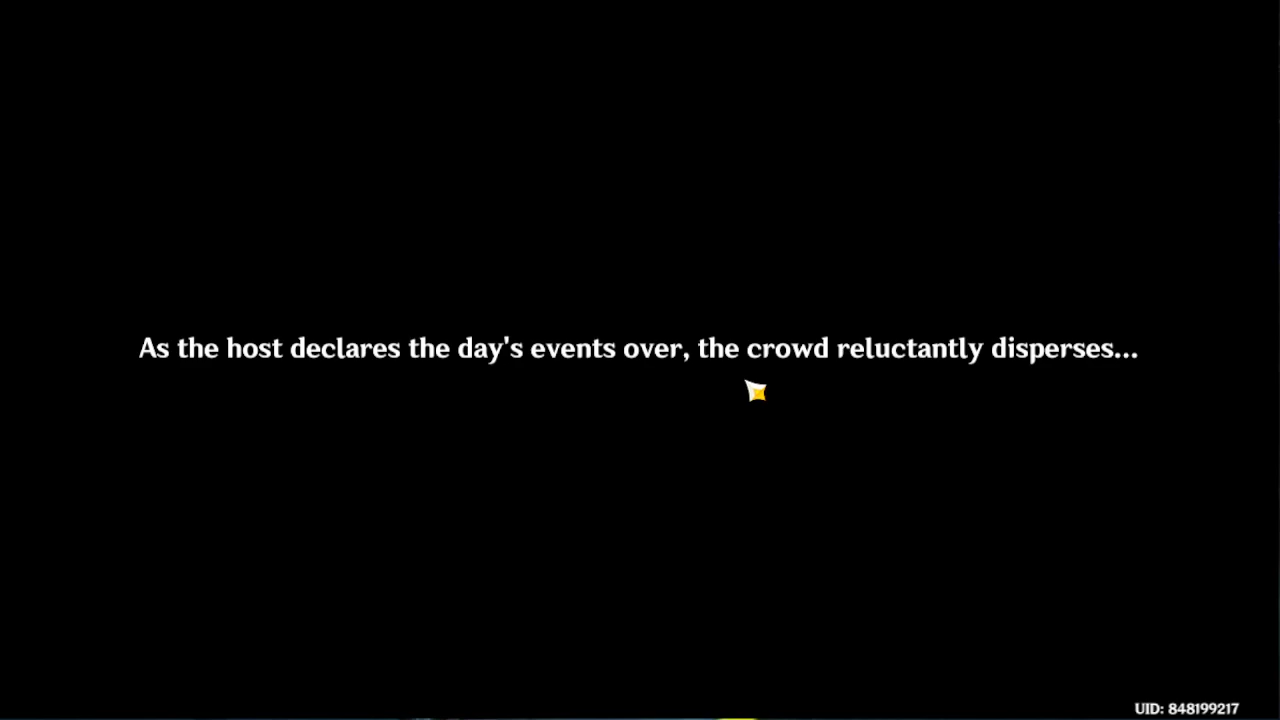 As the host declares the day's events over, the crowd reluctantly disperses...
UID: 848199217